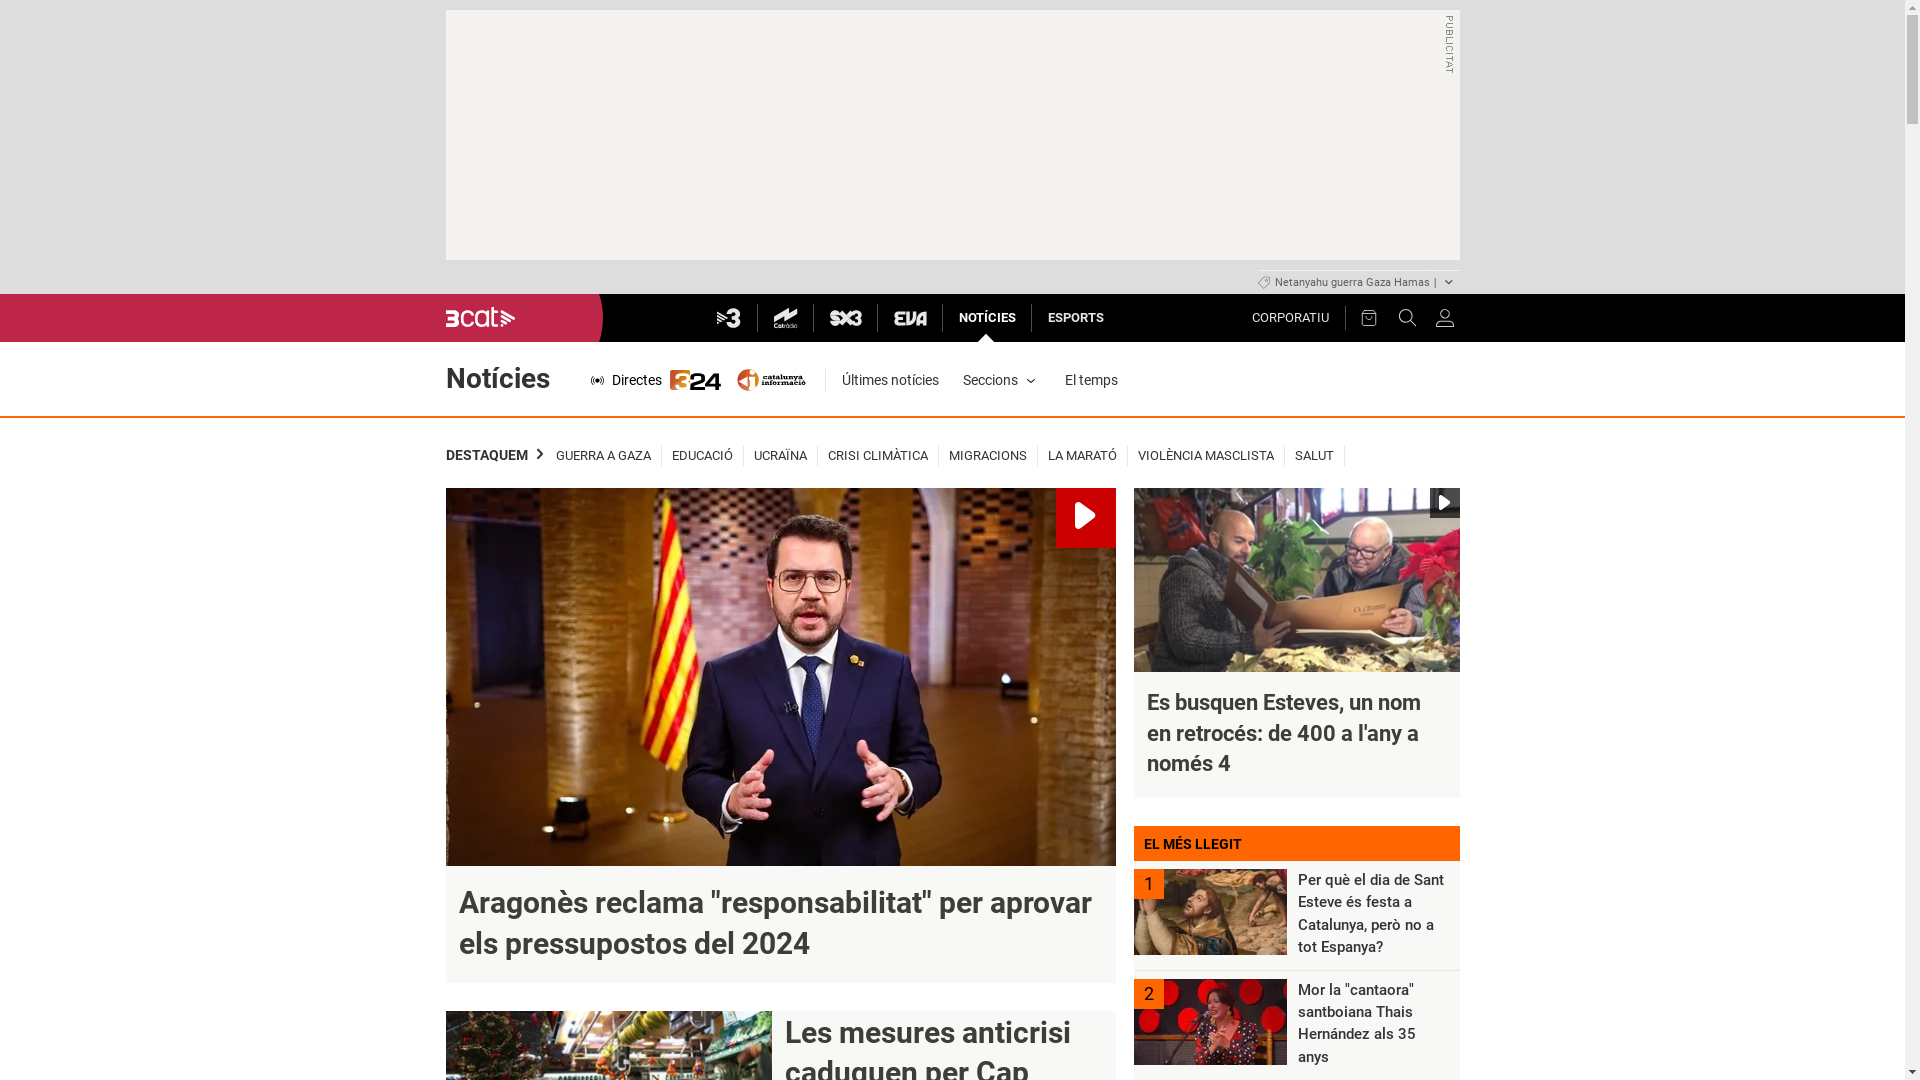 PUBLICITAT
Netanyahu guerra Gaza Hamas |
3cat
3
Catràdio
SX3
EVA
NOTÍCIES
ESPORTS
CORPORATIU
Notícies
Directes
324
catalunya
informació
Últimes notícies
Seccions
El temps
DESTAQUEM
GUERRA A GAZA
EDUCACIÓ
UCRAÏNA
CRISI CLIMÀTICA
MIGRACIONS
LA MARATÓ
VIOLÈNCIA MASCLISTA
SALUT
Aragonès reclama "responsabilitat" per aprovar
els pressupostos del 2024
Les mesures anticrisi
caduquen per Cap
Es busquen Esteves, un nom
en retrocés: de 400 a l'any a
només 4
EL MÉS LLEGIT
1
Per què el dia de Sant
Esteve és festa a
Catalunya, però no a
tot Espanya?
2
Mor la "cantaora"
santboiana Thais
Hernández als 35
anys